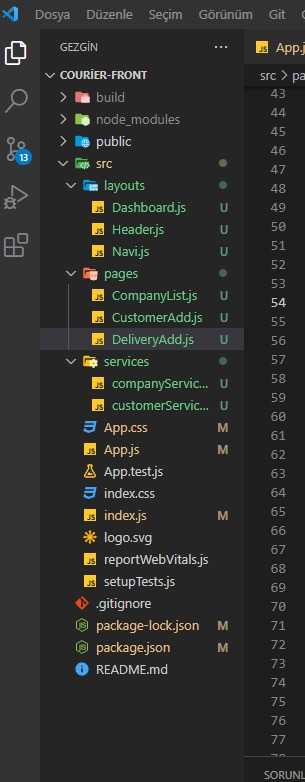 Dosya Düzenle Seçim Görünüm Git
GEZGİN ...
COURİER-FRONT
build
node_modules
public
src
layouts
Dashboard.js U
Header.js U
Navi.js U
pages
CompanyList.js U
CustomerAdd.js U
DeliveryAdd.js U
services
companyServic... U
customerServic... U
App.css M
App.js M
App.test.js
index.css
index.js M
logo.svg
reportWebVitals.js
setupTests.js
.gitignore
package-lock.json M
package.json M
README.md
13
App.j
src > pa
43
44
45
46
47
48
49
50
51
52
53
54
55
56
57
58
59
60
61
62
63
64
65
66
67
68
69
70
71
72
73
74
75
76
77
SORUNL